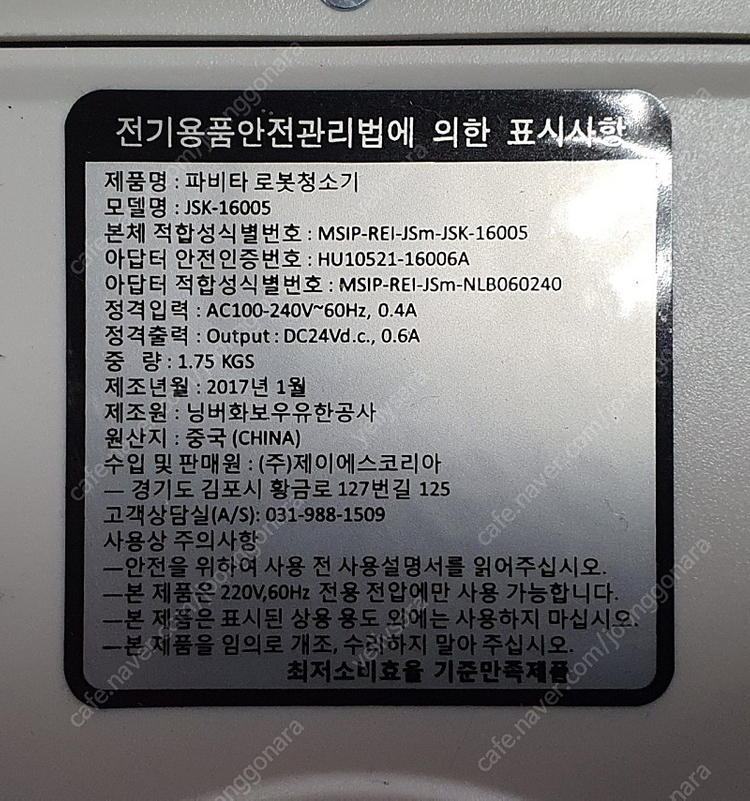 전기용품안전관리법에 의한 표시사항
제품명 : 파비타 로봇청소기
모델명 : JSK-16005
본체 적합성식별번호 : MSIP-REI-JSm-JSK-16005
아답터 안전인증번호 : HU10521-16006A
아답터 적합성식별번호 : MSIP-REI-JSm-NLB060240
정격입력 : AC100-240V~60Hz, 0.4A
정격출력 : Output : DC24Vd.c., 0.6A
중 량 : 1.75 KGS
제조년월 : 2017년 1월
제조원 : 닝버화보우유한공사
원산지 : 중국 (CHINA)
수입 및 판매원 : (주)제이에스코리아
— 경기도 김포시 황금로 127번길 125
고객상담실(A/S): 031-988-1509
사용상 주의사항
—안전을 위하여 사용 전 사용설명서를 읽어주십시오.
—본 제품은 220V,60Hz 전용 전압에만 사용 가능합니다.
—본 제품은 표시된 상용 용도 외에는 사용하지 마십시오.
—본 제품을 임의로 개조, 수리하지 말아 주십시오.
최저소비효율 기준만족제품